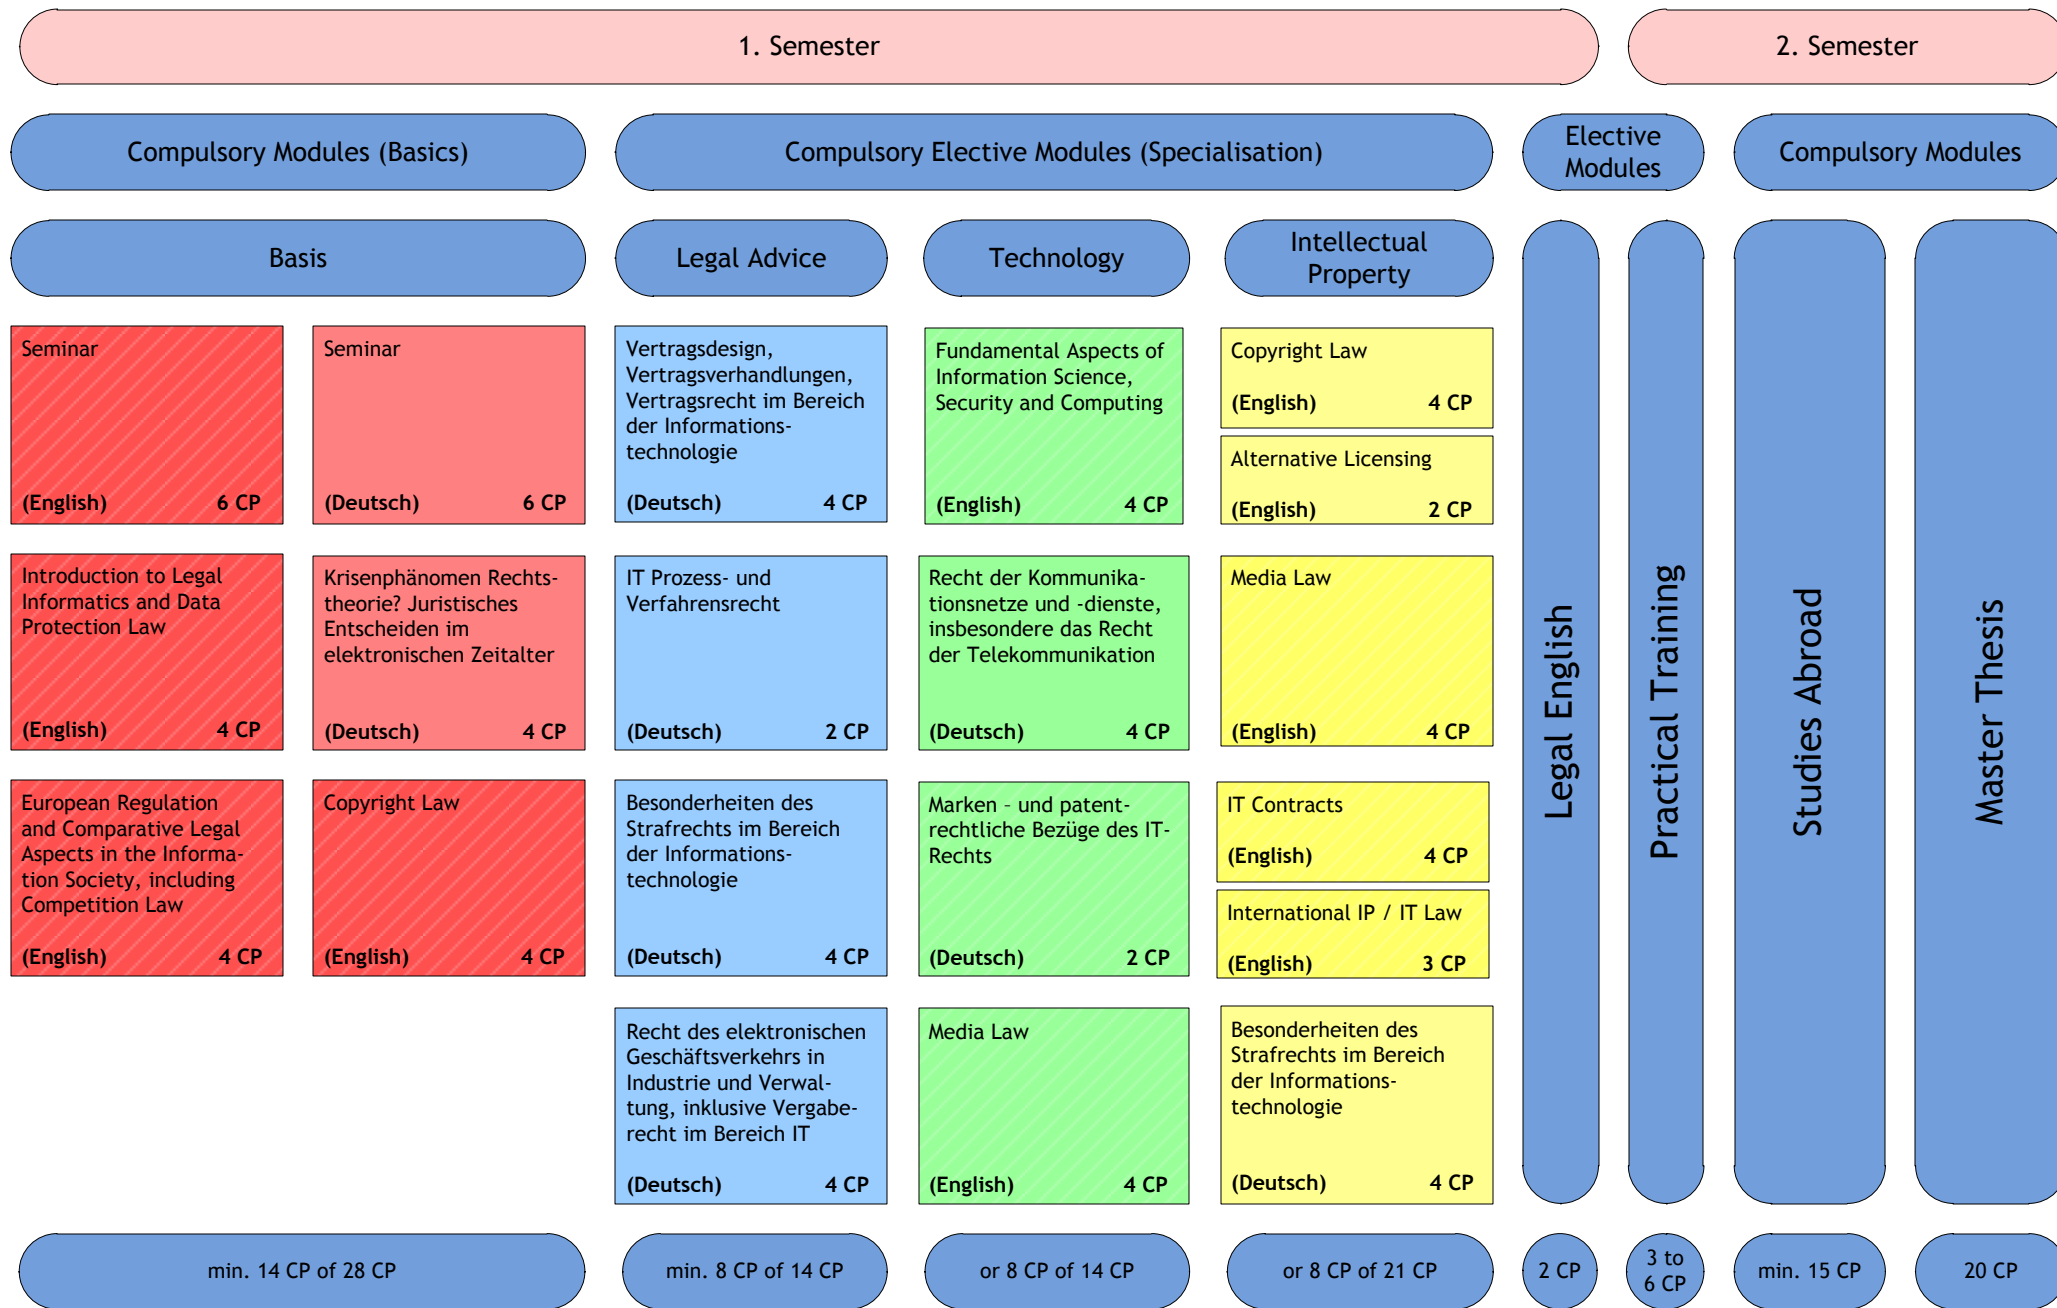 1. Semester
2. Semester
Compulsory Modules (Basics)
Compulsory Elective Modules (Specialisation)
Elective
Modules
Compulsory Modules
Basis
Legal Advice
Technology
Intellectual
Property
Seminar
(English) 6 CP
Seminar
(Deutsch) 6 CP
Vertragsdesign,
Vertragsverhandlungen,
Vertragsrecht im Bereich
der Informations-
technologie
(Deutsch) 4 CP
Fundamental Aspects of
Information Science,
Security and Computing
(English) 4 CP
Copyright Law
(English) 4 CP
Alternative Licensing
(English) 2 CP
Introduction to Legal
Informatics and Data
Protection Law
(English) 4 CP
Krisenphänomen Rechts-
theorie? Juristisches
Entscheiden im
elektronischen Zeitalter
(Deutsch) 4 CP
IT Prozess- und
Verfahrensrecht
(Deutsch) 2 CP
Recht der Kommunika-
tionsnetze und -dienste,
insbesondere das Recht
der Telekommunikation
(Deutsch) 4 CP
Media Law
(English) 4 CP
European Regulation
and Comparative Legal
Aspects in the Informa-
tion Society, including
Competition Law
(English) 4 CP
Copyright Law
(English) 4 CP
Besonderheiten des
Strafrechts im Bereich
der Informations-
technologie
(Deutsch) 4 CP
Marken - und patent-
rechtliche Bezüge des IT-
Rechts
(Deutsch) 2 CP
IT Contracts
(English) 4 CP
International IP / IT Law
(English) 3 CP
Recht des elektronischen
Geschäftsverkehrs in
Industrie und Verwal-
tung, inklusive Vergabe-
recht im Bereich IT
(Deutsch) 4 CP
Media Law
(English) 4 CP
Besonderheiten des
Strafrechts im Bereich
der Informations-
technologie
(Deutsch) 4 CP
Legal English
Practical Training
Studies Abroad
Master Thesis
min. 14 CP of 28 CP
min. 8 CP of 14 CP
or 8 CP of 14 CP
or 8 CP of 21 CP
2 CP
3 to
6 CP
min. 15 CP
20 CP